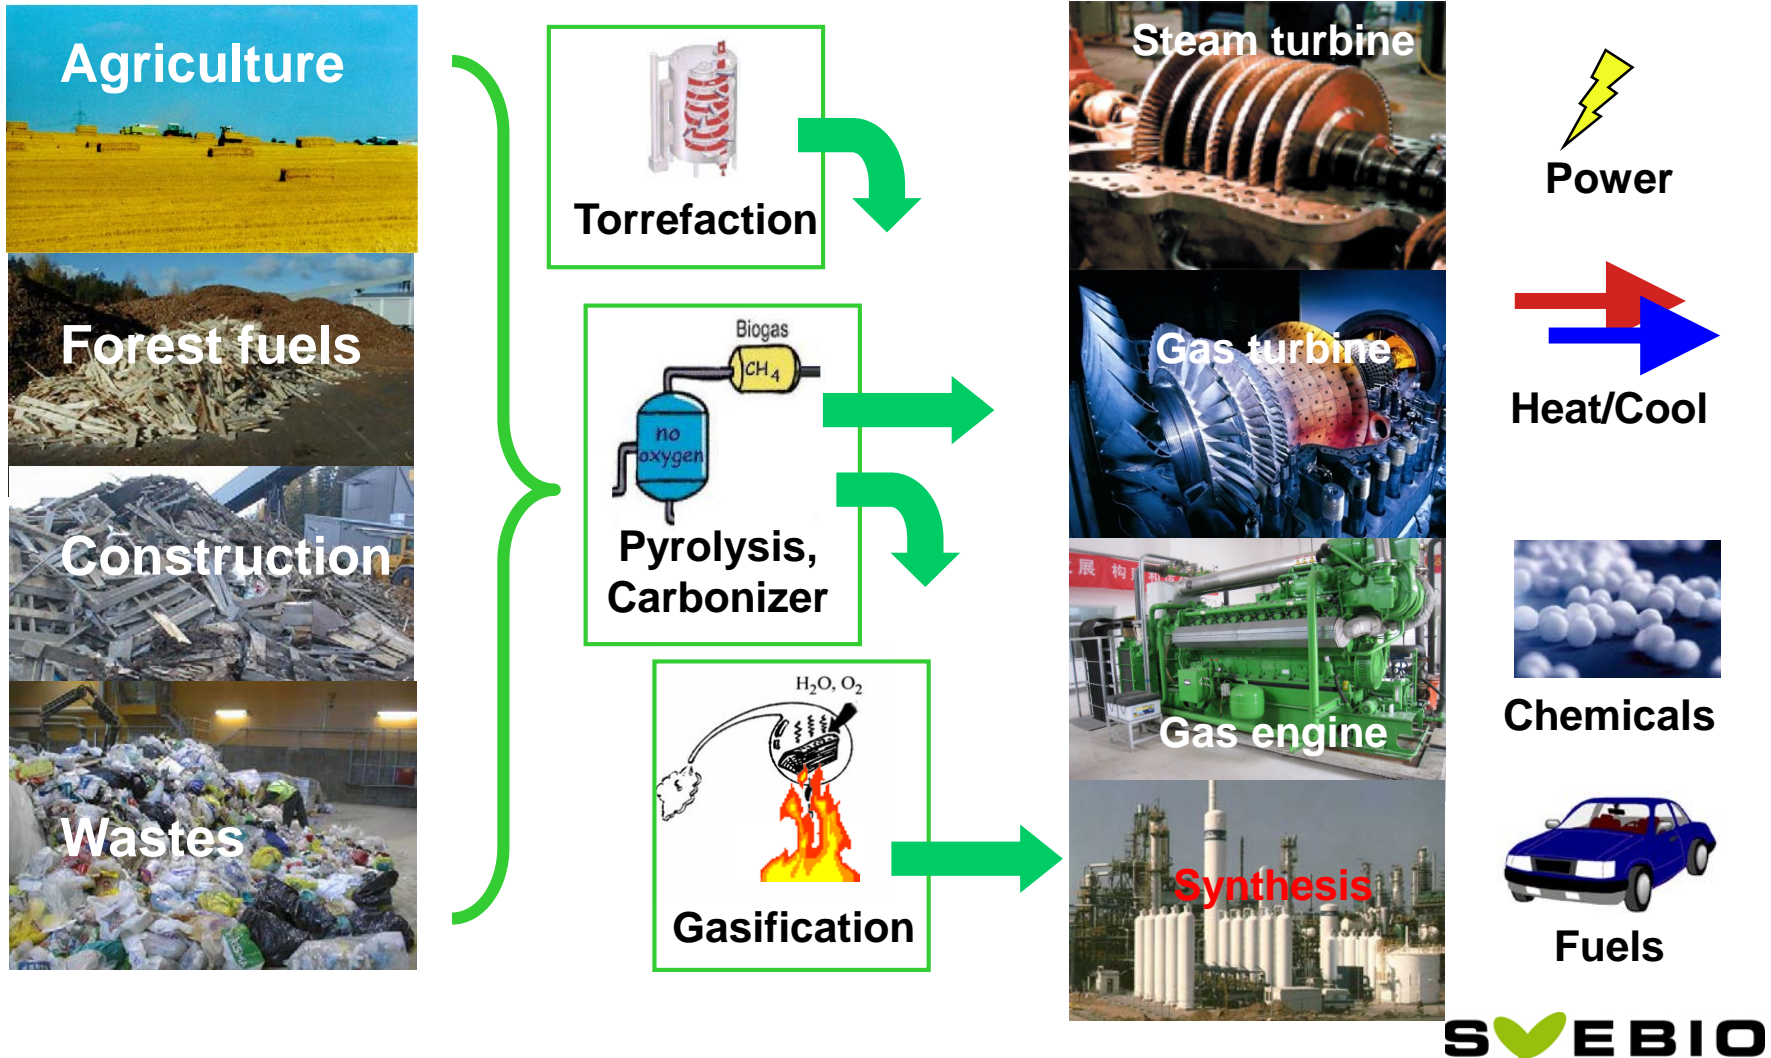 Agriculture
Forest fuels
Construction
Wastes
Torrefaction
Biogas
CH4
no
oxygen
Pyrolysis,
Carbonizer
H2O, O2
Gasification
Steam turbine
Gas turbine
Gas engine
Synthesis
Power
Heat/Cool
Chemicals
Fuels
SVEBIO